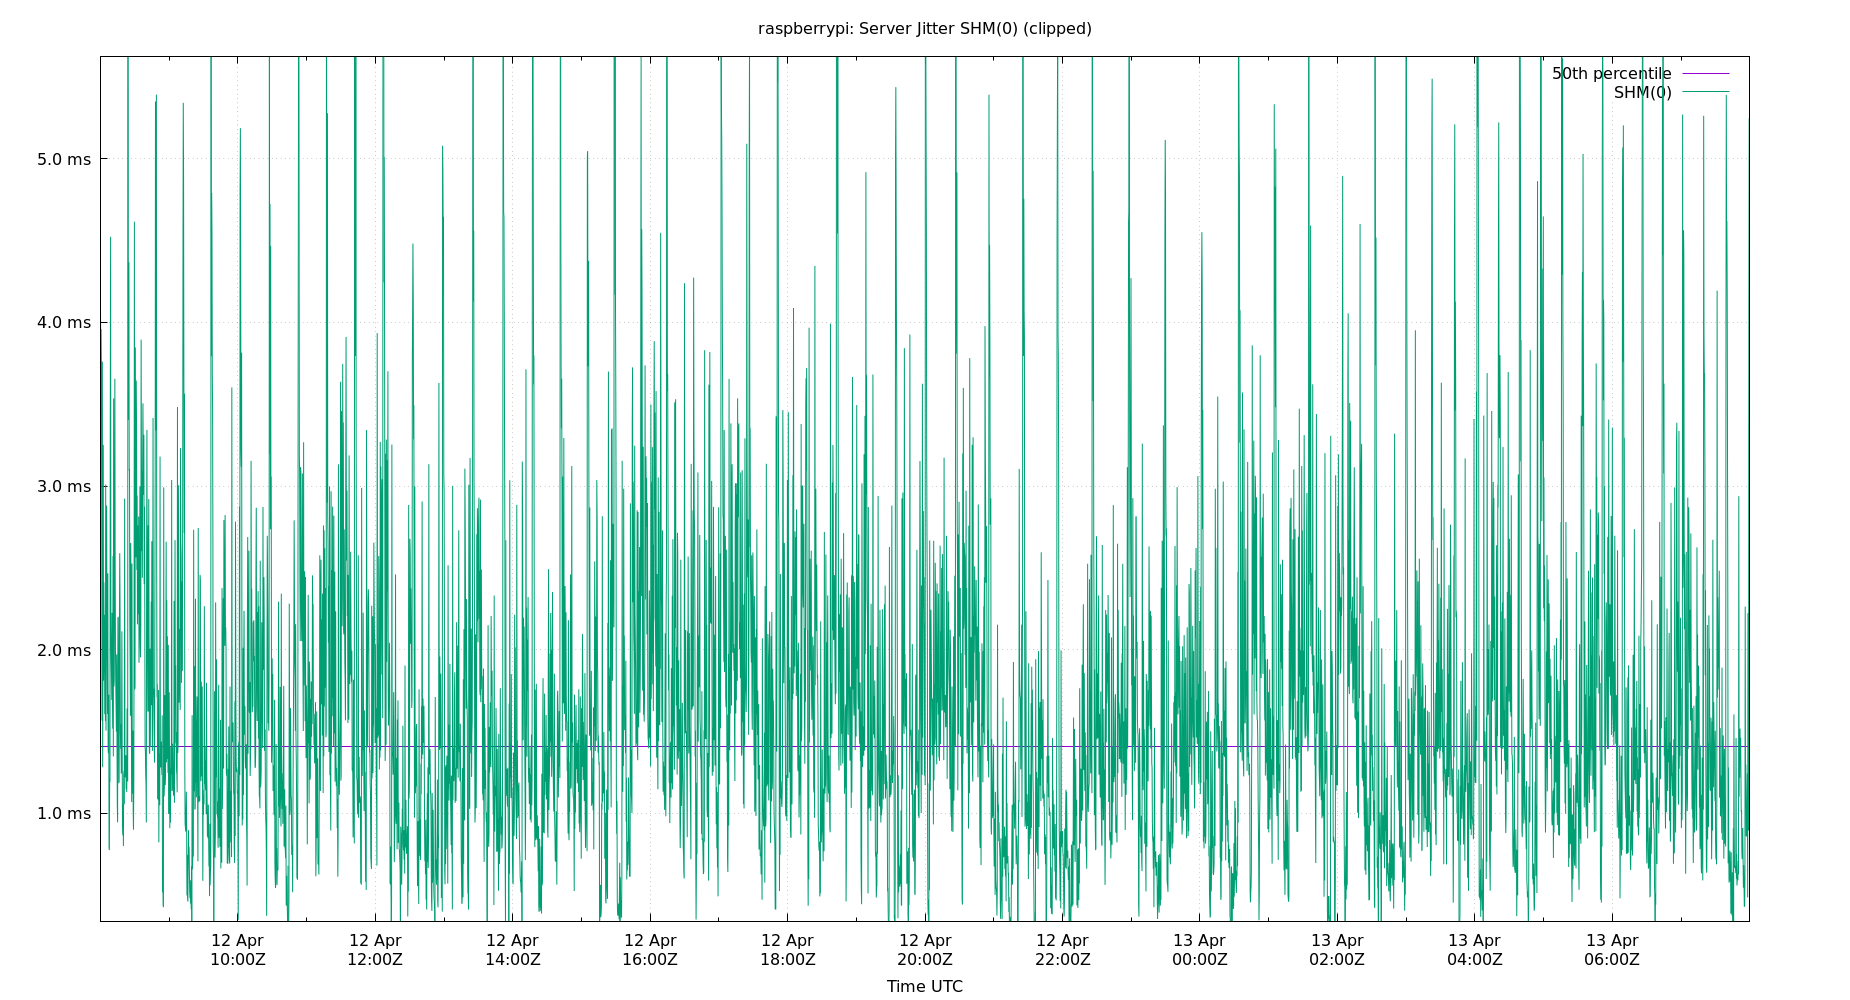 raspberrypi: Server Jitter SHM(0) (clipped)
50th percentile
SHM(0)
5.0 ms
4.0 ms
3.0 ms
2.0 ms
1.0 ms
12 Apr 12 Apr 12 Apr 12 Apr 12 Apr 12 Apr 12 Apr 13 Apr 13 Apr 13 Apr 13 Apr
10:00Z 12:00Z 14:00Z 16:00Z 18:00Z 20:00Z 22:00Z 00:00Z 02:00Z 04:00Z 06:00Z
Time UTC